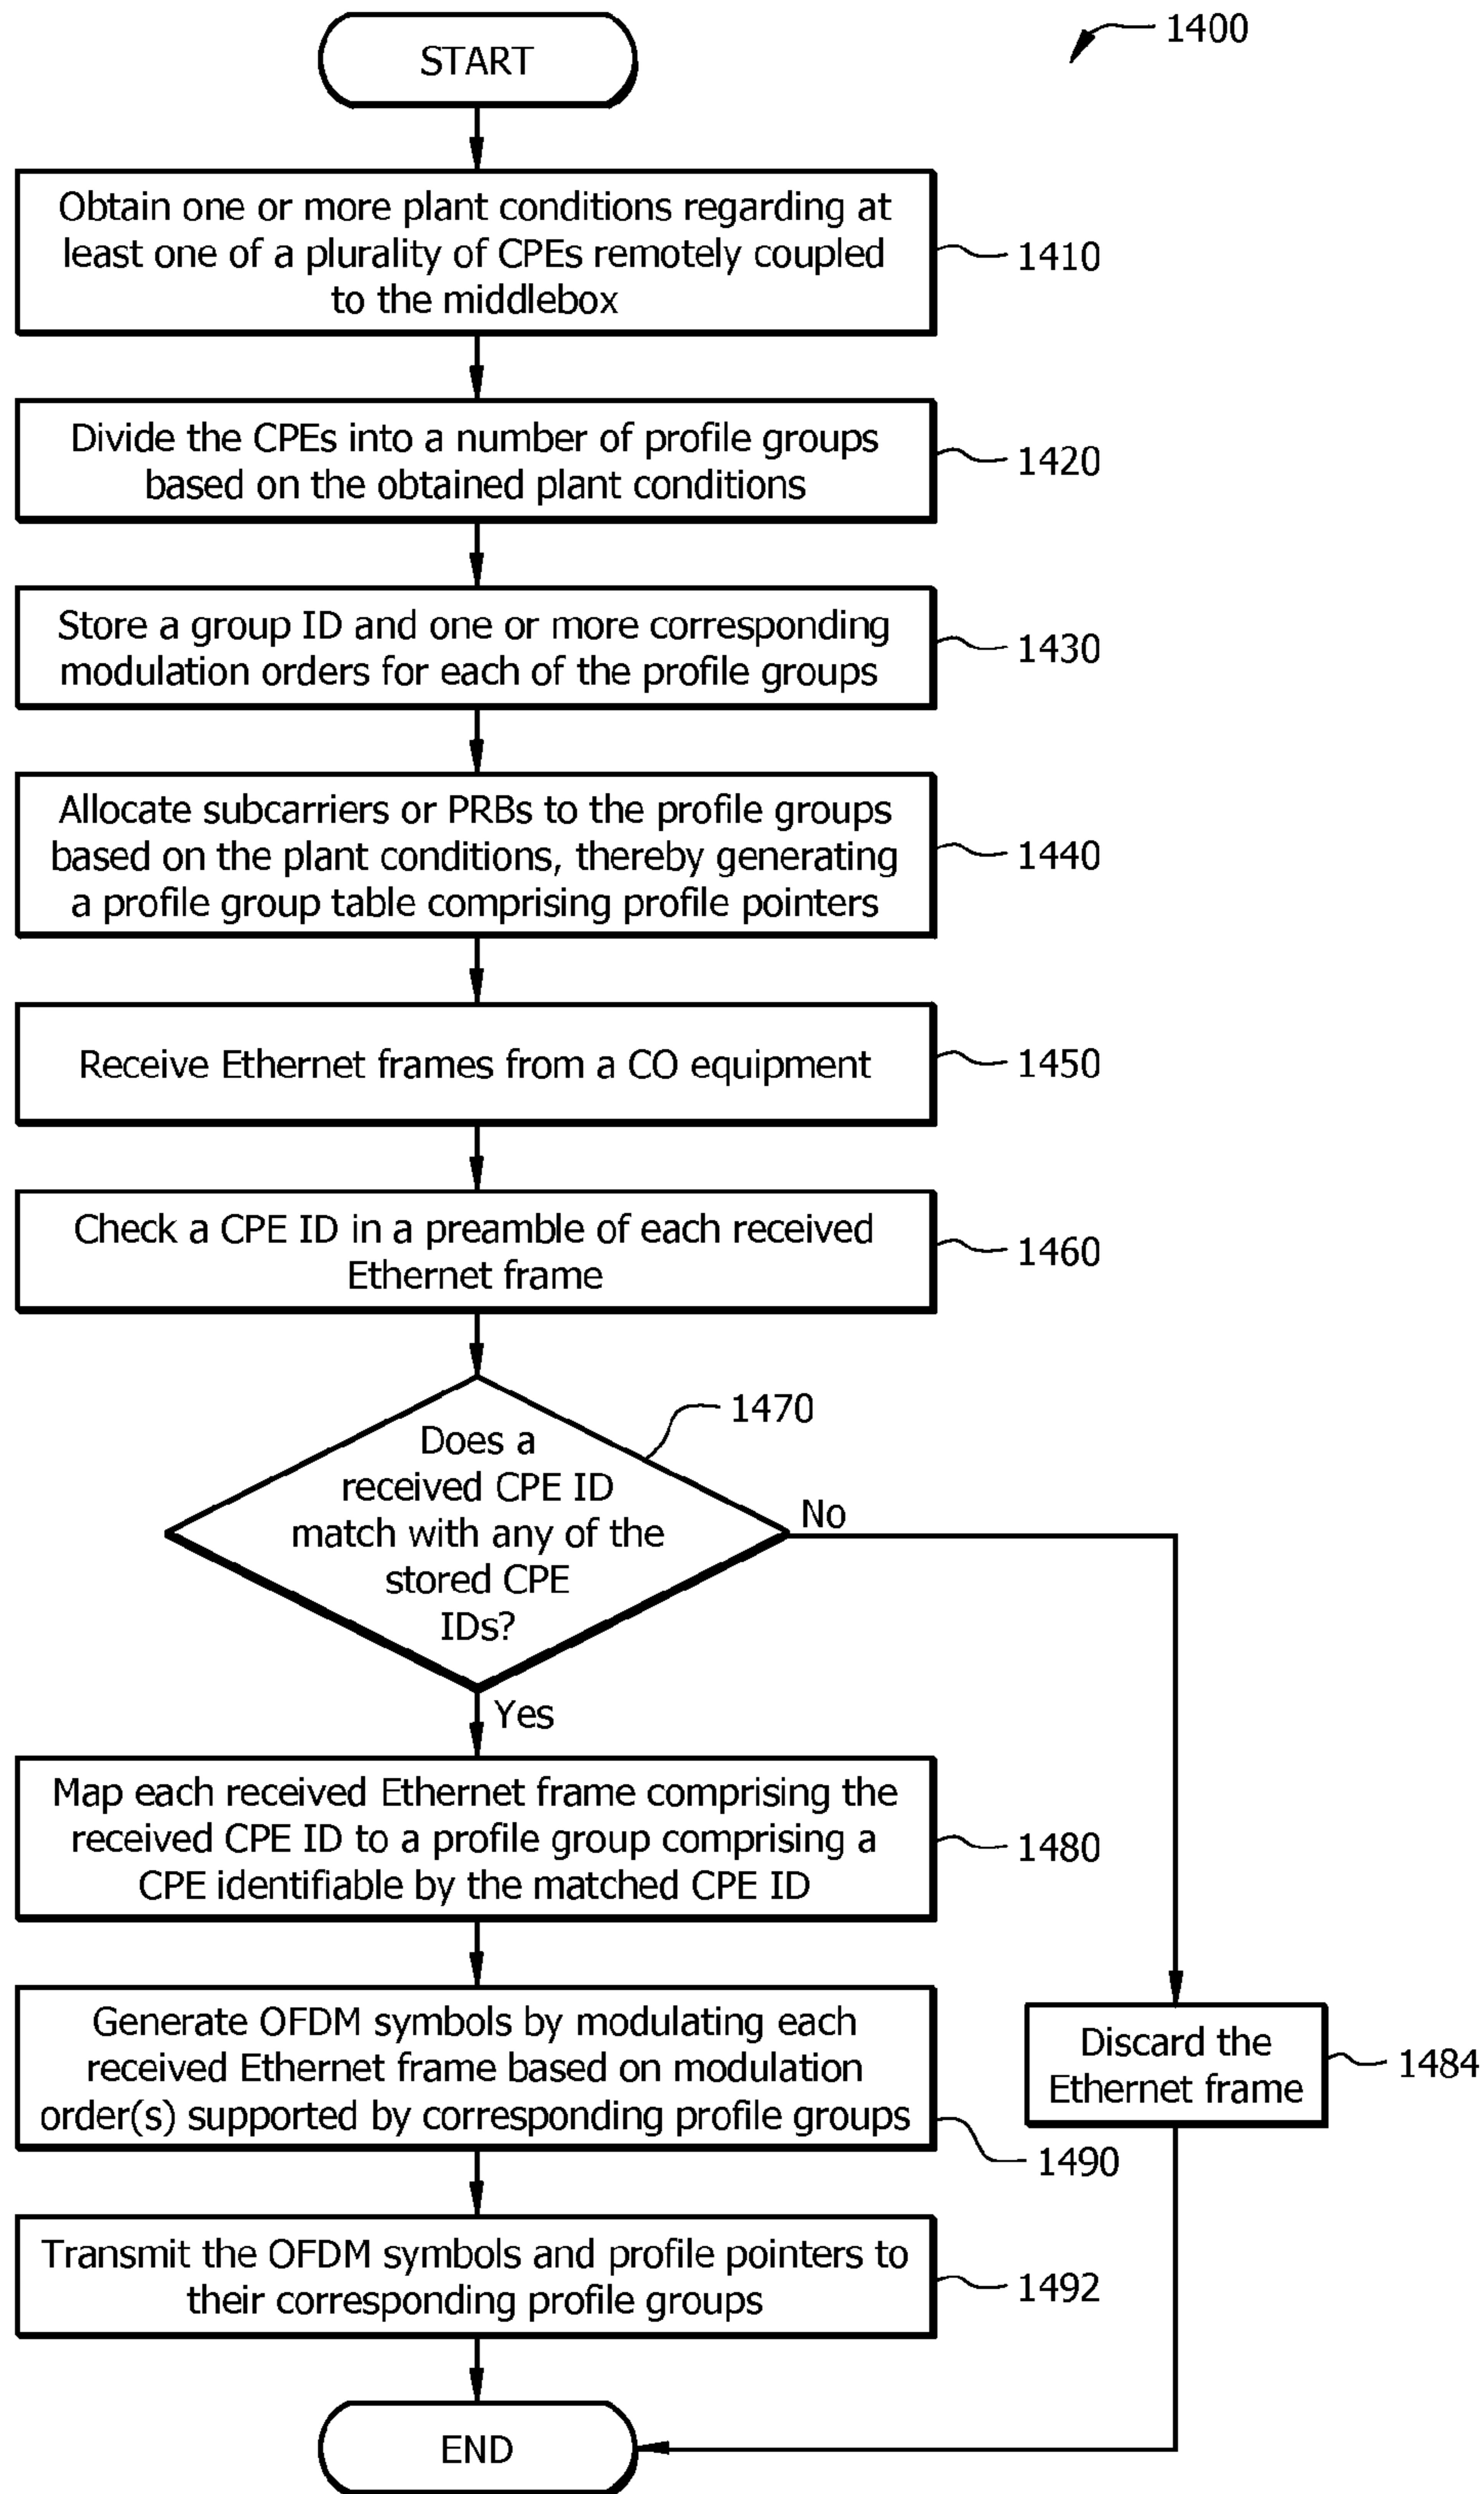 START
1400
Obtain one or more plant conditions regarding at
least one of a plurality of CPEs remotely coupled
to the middlebox
1410
Divide the CPEs into a number of profile groups
based on the obtained plant conditions
1420
Store a group ID and one or more corresponding
modulation orders for each of the profile groups
1430
Allocate subcarriers or PRBs to the profile groups
based on the plant conditions, thereby generating
a profile group table comprising profile pointers
1440
Receive Ethernet frames from a CO equipment
1450
Check a CPE ID in a preamble of each received
Ethernet frame
1460
1470
Does a
received CPE ID
match with any of the
stored CPE
IDs?
No
Yes
Map each received Ethernet frame comprising the
received CPE ID to a profile group comprising a
CPE identifiable by the matched CPE ID
1480
Generate OFDM symbols by modulating each
received Ethernet frame based on modulation
order(s) supported by corresponding profile groups
1490
Discard the
Ethernet frame
1484
Transmit the OFDM symbols and profile pointers to
their corresponding profile groups
1492
END